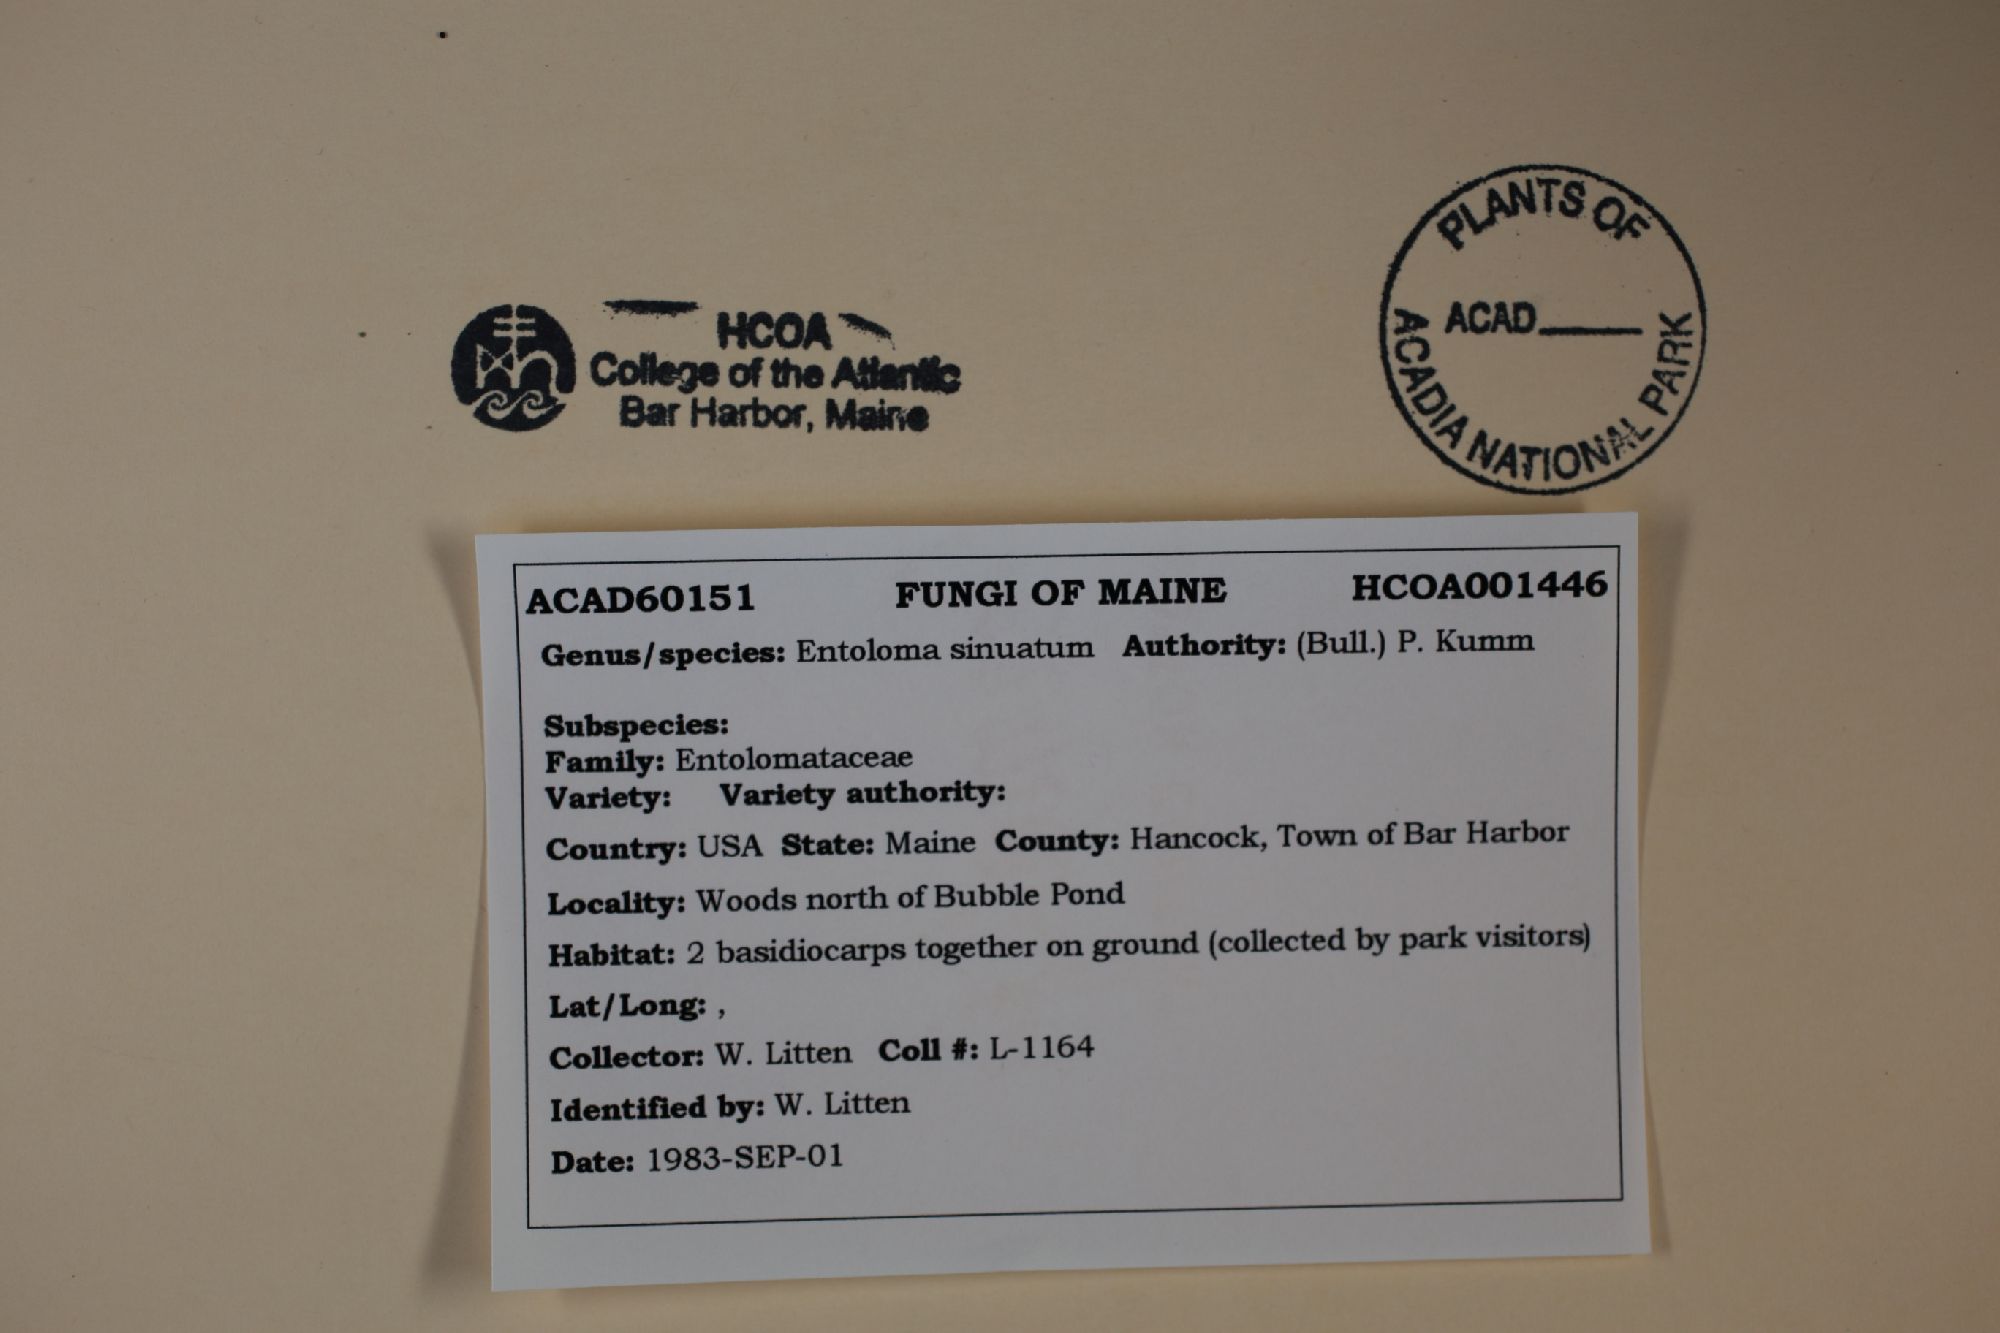 HCOA
College of the Atlantic
Bar Harbor, Maine
PLANTS OF
ACAD______
ACADIA NATIONAL PARK
ACAD60151 FUNGI OF MAINE HCOA001446
Genus/species: Entoloma sinuatum Authority: (Bull.) P. Kumm
Subspecies:
Family: Entolomataceae
Variety: Variety authority:
Country: USA State: Maine County: Hancock, Town of Bar Harbor
Locality: Woods north of Bubble Pond
Habitat: 2 basidiocarps together on ground (collected by park visitors)
Lat/Long: ,
Collector: W. Litten Coll #: L-1164
Identified by: W. Litten
Date: 1983-SEP-01